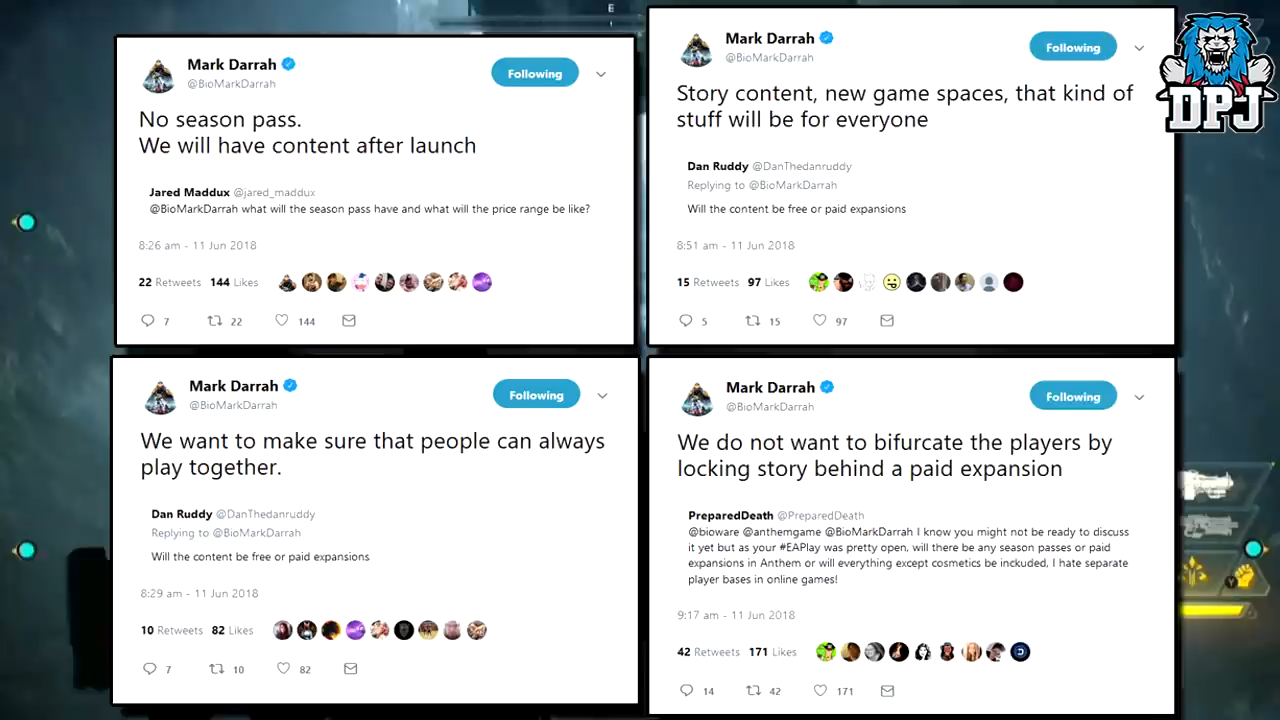 E
DPJ
Mark Darrah
@BioMarkDarrah
Following
No season pass.
We will have content after launch
Jared Maddux @jared_maddux
@BioMarkDarrah what will the season pass have and what will the price range be like?
8:26 am - 11 Jun 2018
22 Retweets 144 Likes
7 22 144
Mark Darrah
@BioMarkDarrah
Following
Story content, new game spaces, that kind of
stuff will be for everyone
Dan Ruddy @DanThedanruddy
Replying to @BioMarkDarrah
Will the content be free or paid expansions
8:51 am - 11 Jun 2018
15 Retweets 97 Likes
5 15 97
Mark Darrah
@BioMarkDarrah
Following
We want to make sure that people can always
play together.
Dan Ruddy @DanThedanruddy
Replying to @BioMarkDarrah
Will the content be free or paid expansions
8:29 am - 11 Jun 2018
10 Retweets 82 Likes
7 10 82
Mark Darrah
@BioMarkDarrah
Following
We do not want to bifurcate the players by
locking story behind a paid expansion
PreparedDeath @PreparedDeath
@bioware @anthemgame @BioMarkDarrah I know you might not be ready to discuss
it yet but as your #EAPlay was pretty open, will there be any season passes or paid
expansions in Anthem or will everything except cosmetics be inckuded, I hate separate
player bases in online games!
9:17 am - 11 Jun 2018
42 Retweets 171 Likes
14 42 171
Y